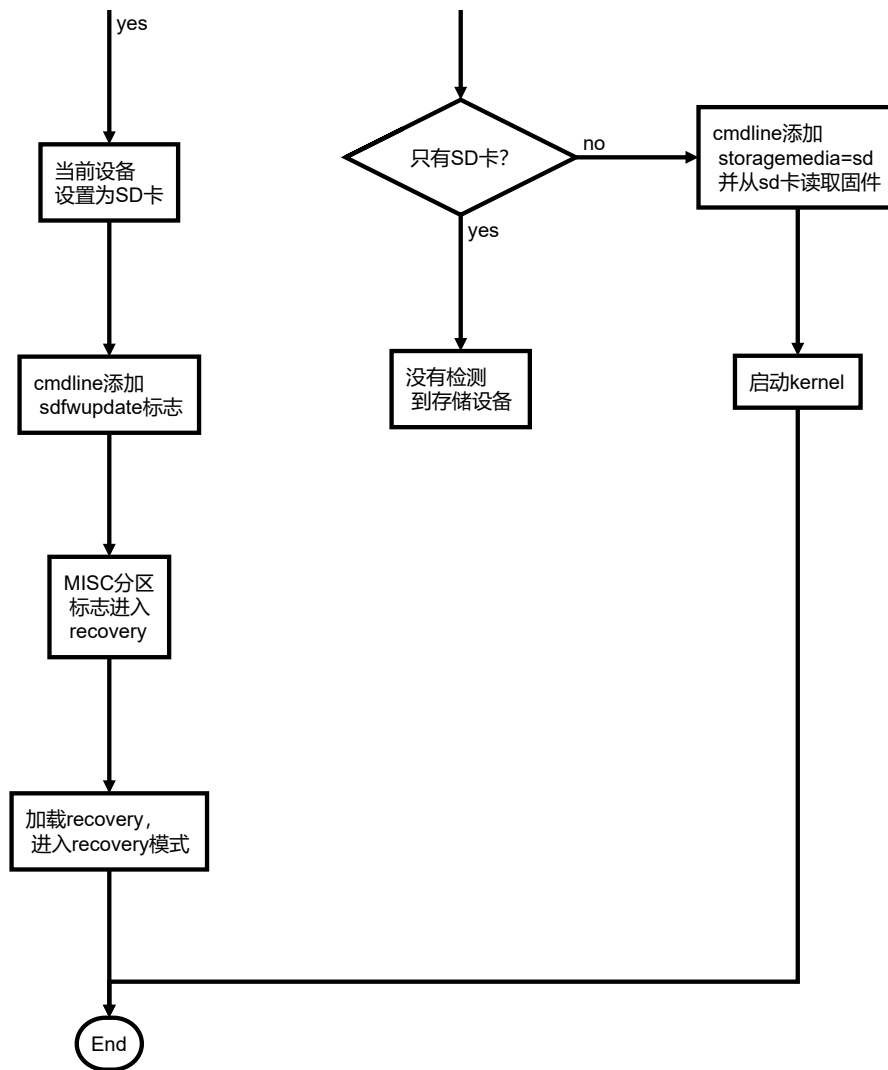 yes
当前设备
设置为SD卡
cmdline添加
sdfwupdate标志
MISC分区
标志进入
recovery
加载recovery，
进入recovery模式
End
只有SD卡？
no
yes
没有检测
到存储设备
cmdline添加
storagemedia=sd
并从sd卡读取固件
启动kernel